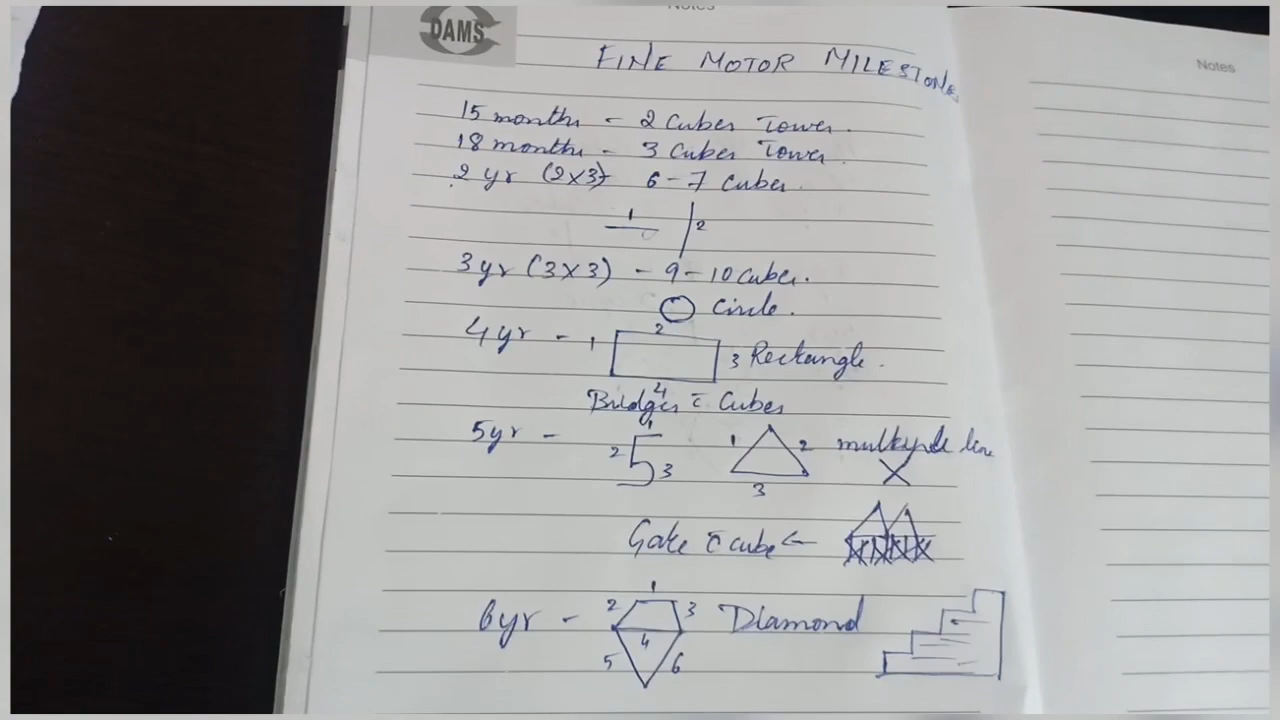 Notes
DAMS
FINE MOTOR MILESTONES
Notes
15 months - 2 Cubes Tower.
18 months - 3 Cubes Tower.
2 yr (2x3) 6-7 Cubes.
1 2
3 yr (3x3) - 9-10 Cubes.
Circle.
2
4 yr - 1 3 Rectangle.
4
Bridges c̄ Cubes
1
5 yr - 2 5 3 1 2 3 line
Gate c̄ cube ←
1
6 yr - 2 3 Diamond
4
5 6